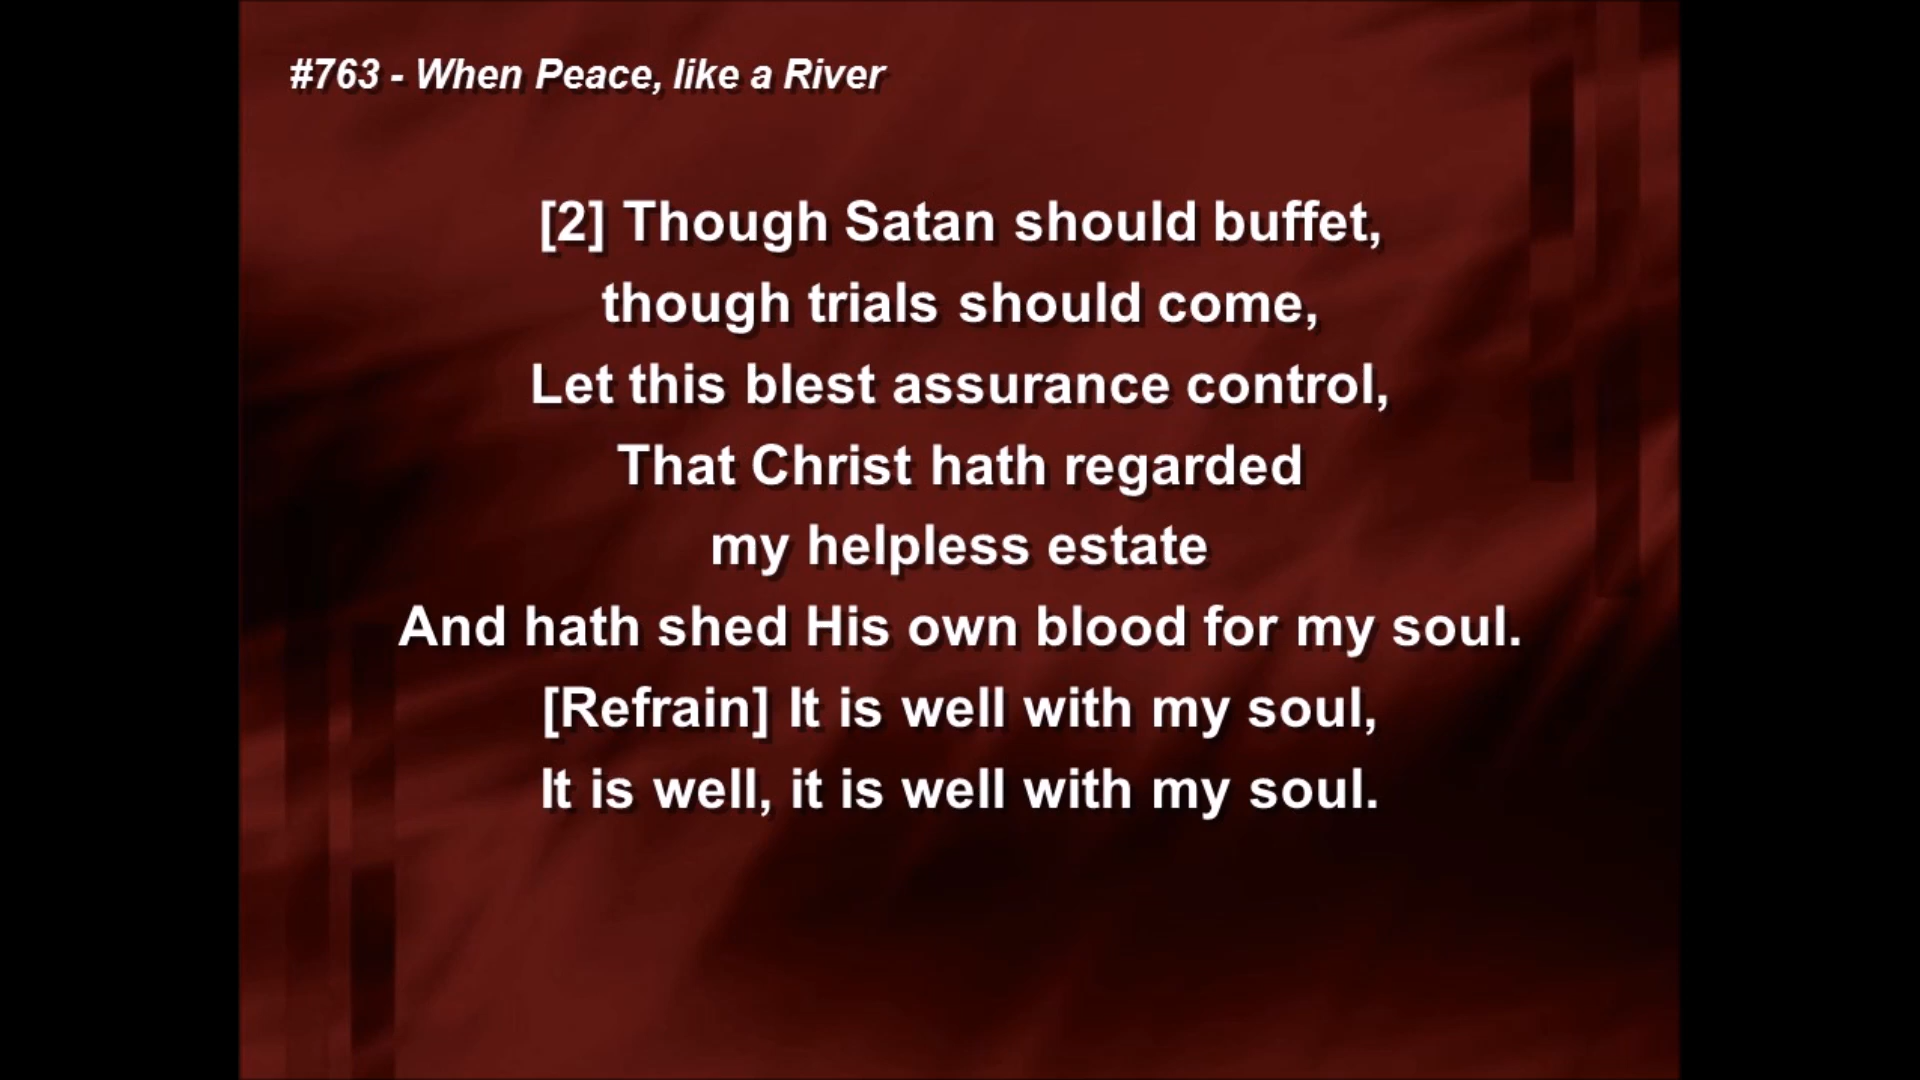 #763 - When Peace, like a River
[2] Though Satan should buffet,
though trials should come,
Let this blest assurance control,
That Christ hath regarded
my helpless estate
And hath shed His own blood for my soul.
[Refrain] It is well with my soul,
It is well, it is well with my soul.